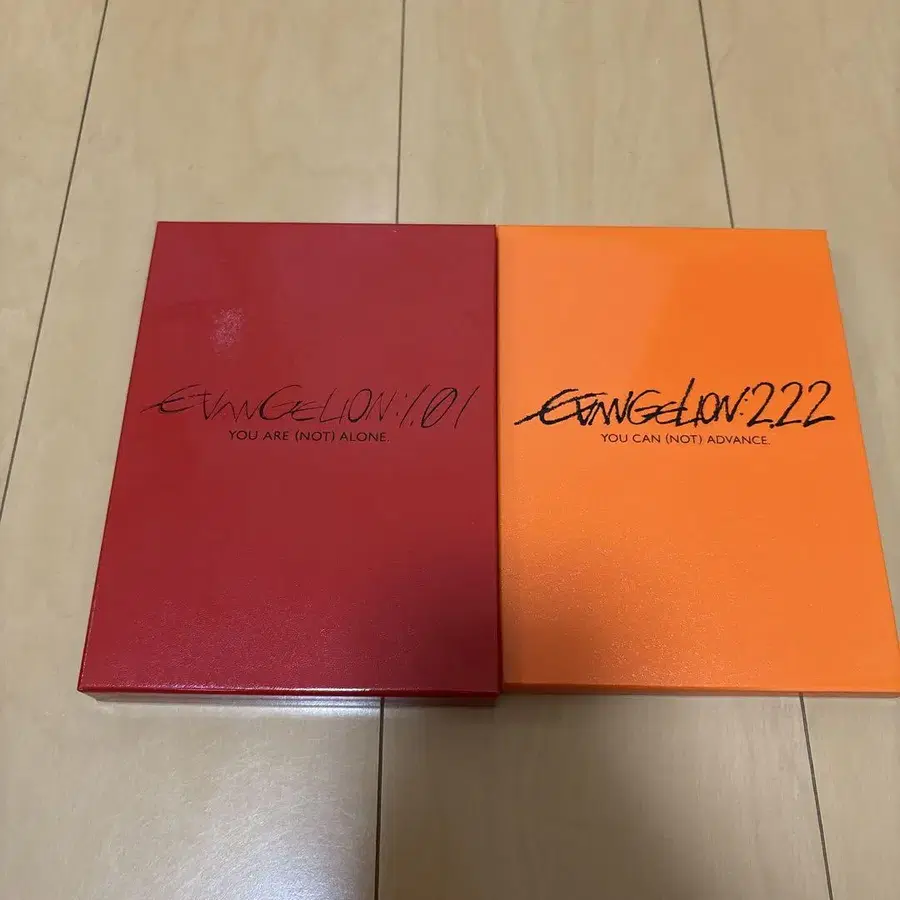 EVANGELION:1.01
YOU ARE (NOT) ALONE.
EVANGELION:2.22
YOU CAN (NOT) ADVANCE.